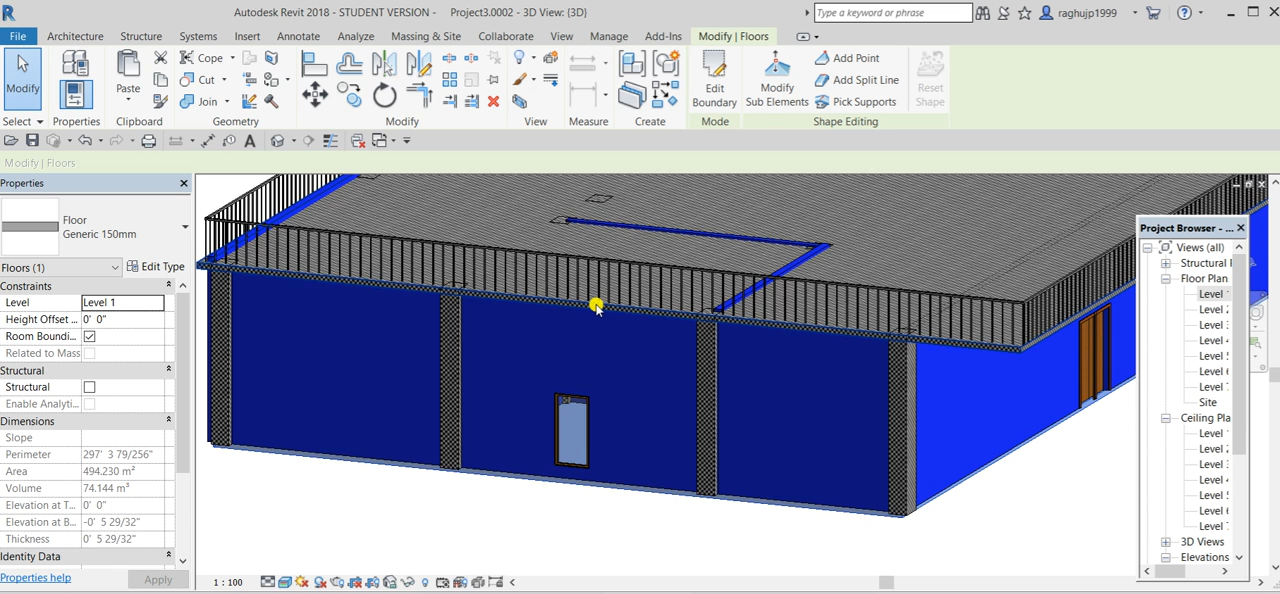 Autodesk Revit 2018 - STUDENT VERSION - Project3.0002 - 3D View: {3D}
Type a keyword or phrase
raghujp1999
File Architecture Structure Systems Insert Annotate Analyze Massing & Site Collaborate View Manage Add-Ins Modify | Floors
Modify
Paste
Cope
Cut
Join
Edit
Boundary
Modify
Sub Elements
Add Point
Add Split Line
Pick Supports
Reset
Shape
Select Properties Clipboard Geometry Modify View Measure Create Mode Shape Editing
Modify | Floors
Properties
Floor
Generic 150mm
Floors (1)
Edit Type
Constraints
Level Level 1
Height Offset ... 0' 0"
Room Boundi...
Related to Mass
Structural
Structural
Enable Analyti...
Dimensions
Slope
Perimeter 297' 3 79/256"
Area 494.230 m²
Volume 74.144 m³
Elevation at T... 0' 0"
Elevation at B... -0' 5 29/32"
Thickness 0' 5 29/32"
Identity Data
Properties help
Apply
1 : 100
Project Browser - ...
Views (all)
Structural
Floor Plan
Level
Level
Level
Level
Level
Level
Level
Site
Ceiling Pla
Level
Level
Level
Level
Level
Level
Level
3D Views
Elevations